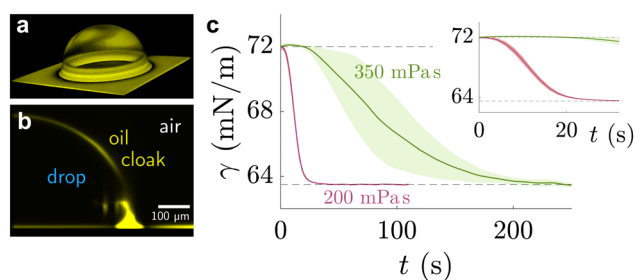 a
b
air
oil
cloak
drop
100 μm
c
72
68
64
γ (mN/m)
350 mPas
200 mPas
0
100
200
t (s)
72
64
0
20
t (s)